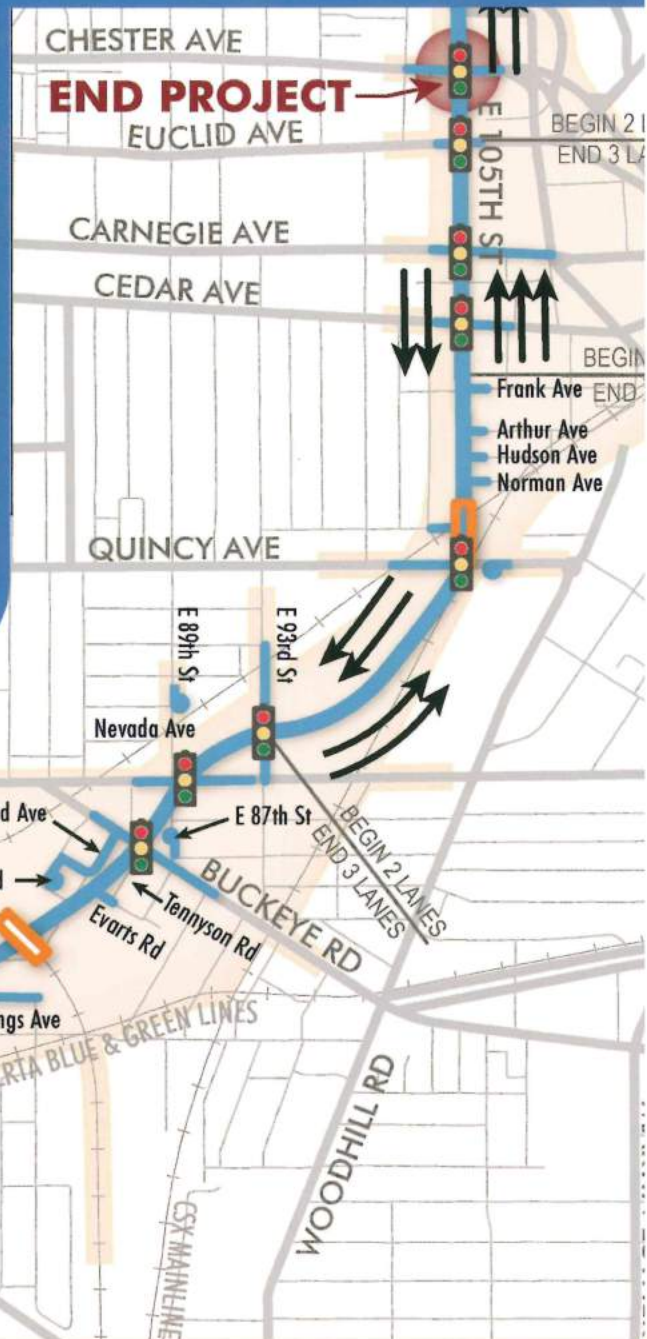 CHESTER AVE
END PROJECT
EUCLID AVE
E 105TH ST
BEGIN 2
END 3
CARNEGIE AVE
CEDAR AVE
BEGIN
END
Frank Ave
Arthur Ave
Hudson Ave
Norman Ave
QUINCY AVE
E 89th St
E 93rd St
Nevada Ave
Ave
E 87th St
BEGIN 2 LANES
END 3 LANES
BUCKEYE RD
Tennyson Rd
Evarts Rd
Ave
BLUE & GREEN LINES
WOODHILL RD
CSX MAINLINE